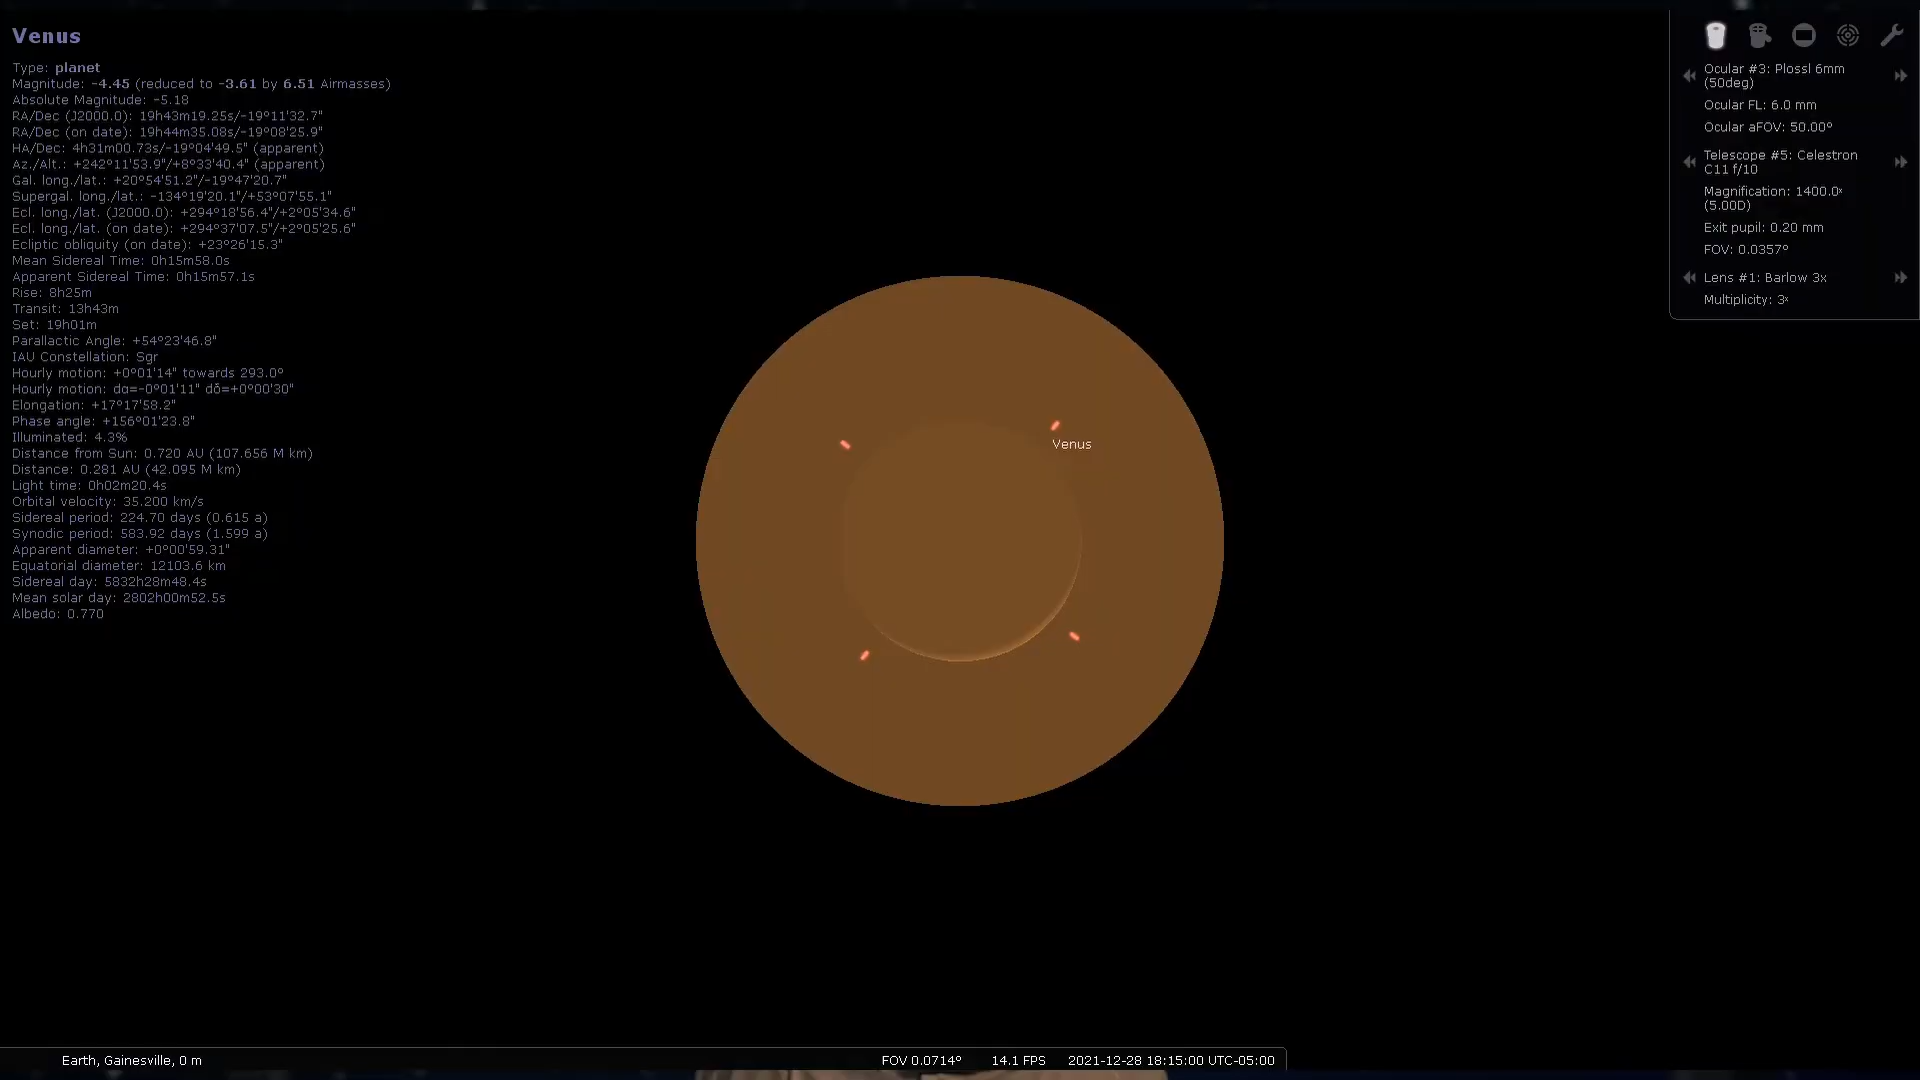 Venus
Type: planet
Magnitude: -4.45 (reduced to -3.61 by 6.51 Airmasses)
Absolute Magnitude: -5.18
RA/Dec (J2000.0): 19h43m19.25s/-19°11'32.7"
RA/Dec (on date): 19h44m35.08s/-19°08'25.9"
HA/Dec: 4h31m00.73s/-19°04'49.5" (apparent)
Az./Alt.: +242°11'53.9"/+8°33'40.4" (apparent)
Gal. long./lat.: +20°54'51.2"/-19°47'20.7"
Supergal. long./lat.: -134°19'20.1"/+53°07'55.1"
Ecl. long./lat. (J2000.0): +294°18'56.4"/+2°05'34.6"
Ecl. long./lat. (on date): +294°37'07.5"/+2°05'25.6"
Ecliptic obliquity (on date): +23°26'15.3"
Mean Sidereal Time: 0h15m58.0s
Apparent Sidereal Time: 0h15m57.1s
Rise: 8h25m
Transit: 13h43m
Set: 19h01m
Parallactic Angle: +54°23'46.8"
IAU Constellation: Sgr
Hourly motion: +0°01'14" towards 293.0°
Hourly motion: dα=-0°01'11" dδ=+0°00'30"
Elongation: +17°17'58.2"
Phase angle: +156°01'23.8"
Illuminated: 4.3%
Distance from Sun: 0.720 AU (107.656 M km)
Distance: 0.281 AU (42.095 M km)
Light time: 0h02m20.4s
Orbital velocity: 35.200 km/s
Sidereal period: 224.70 days (0.615 a)
Synodic period: 583.92 days (1.599 a)
Apparent diameter: +0°00'59.31"
Equatorial diameter: 12103.6 km
Sidereal day: 5832h28m48.4s
Mean solar day: 2802h00m52.5s
Albedo: 0.770
Venus
Ocular #3: Plossl 6mm
(50deg)
Ocular FL: 6.0 mm
Ocular aFOV: 50.00°
Telescope #5: Celestron
C11 f/10
Magnification: 1400.0ˣ
(5.00D)
Exit pupil: 0.20 mm
FOV: 0.0357°
Lens #1: Barlow 3x
Multiplicity: 3ˣ
Earth, Gainesville, 0 m
FOV 0.0714°
14.1 FPS
2021-12-28 18:15:00 UTC-05:00